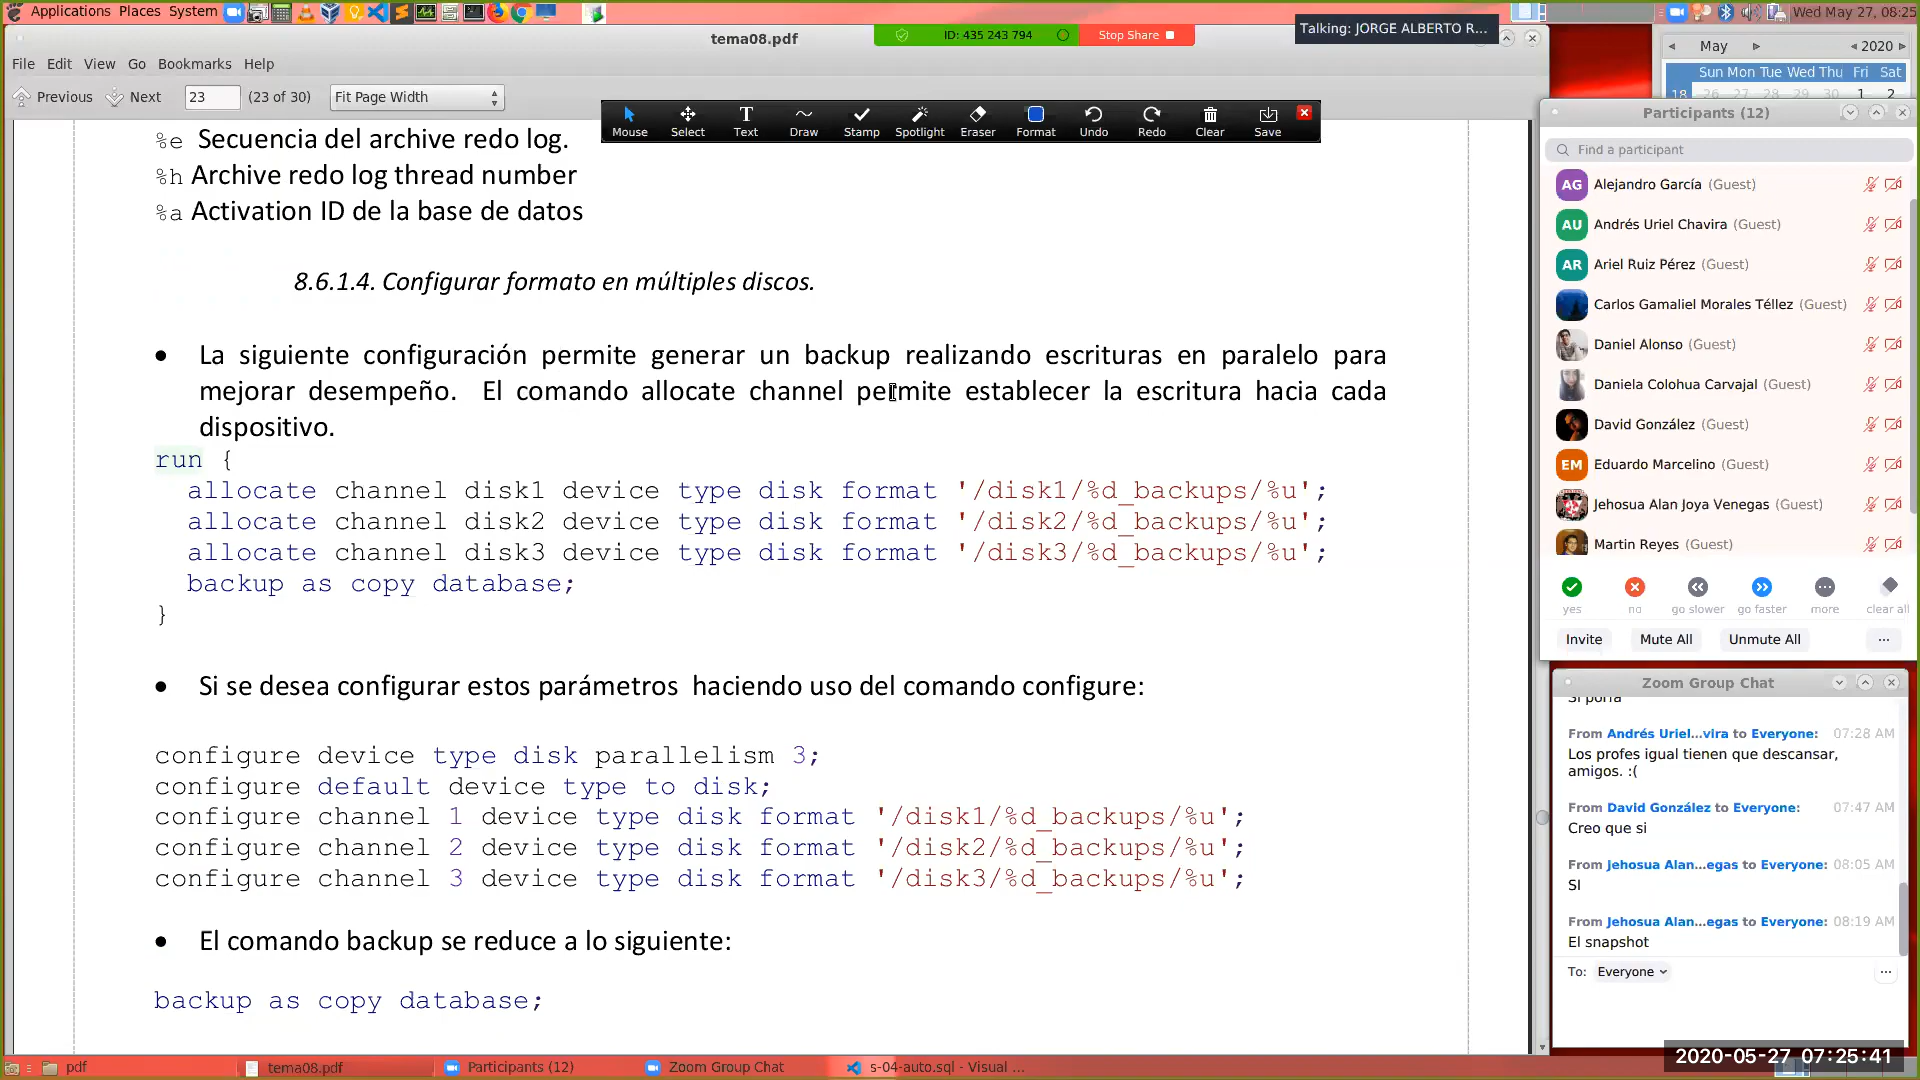 Applications Places System
Wed May 27, 08:25
tema08.pdf
ID: 435 243 794
Stop Share
Talking: JORGE ALBERTO R...
File Edit View Go Bookmarks Help
Previous Next 23 (23 of 30) Fit Page Width
Mouse Select Text Draw Stamp Spotlight Eraser Format Undo Redo Clear Save
%e Secuencia del archive redo log.
%h Archive redo log thread number
%a Activation ID de la base de datos
8.6.1.4. Configurar formato en múltiples discos.
• La siguiente configuración permite generar un backup realizando escrituras en paralelo para
mejorar desempeño. El comando allocate channel permite establecer la escritura hacia cada
dispositivo.
run {
allocate channel disk1 device type disk format '/disk1/%d_backups/%u';
allocate channel disk2 device type disk format '/disk2/%d_backups/%u';
allocate channel disk3 device type disk format '/disk3/%d_backups/%u';
backup as copy database;
}
• Si se desea configurar estos parámetros haciendo uso del comando configure:
configure device type disk parallelism 3;
configure default device type to disk;
configure channel 1 device type disk format '/disk1/%d_backups/%u';
configure channel 2 device type disk format '/disk2/%d_backups/%u';
configure channel 3 device type disk format '/disk3/%d_backups/%u';
• El comando backup se reduce a lo siguiente:
backup as copy database;
May 2020
Sun Mon Tue Wed Thu Fri Sat
18 26 27 28 29 30 1 2
Participants (12)
Find a participant
AG Alejandro García (Guest)
AU Andrés Uriel Chavira (Guest)
AR Ariel Ruiz Pérez (Guest)
Carlos Gamaliel Morales Téllez (Guest)
Daniel Alonso (Guest)
Daniela Colohua Carvajal (Guest)
David González (Guest)
EM Eduardo Marcelino (Guest)
Jehosua Alan Joya Venegas (Guest)
Martin Reyes (Guest)
yes no go slower go faster more clear all
Invite Mute All Unmute All ...
Zoom Group Chat
Si porfa
From Andrés Uriel...vira to Everyone: 07:28 AM
Los profes igual tienen que descansar,
amigos. :(
From David González to Everyone: 07:47 AM
Creo que si
From Jehosua Alan...egas to Everyone: 08:05 AM
SI
From Jehosua Alan...egas to Everyone: 08:19 AM
El snapshot
To: Everyone
pdf
tema08.pdf
Participants (12)
Zoom Group Chat
s-04-auto.sql - Visual ...
2020-05-27 07:25:41